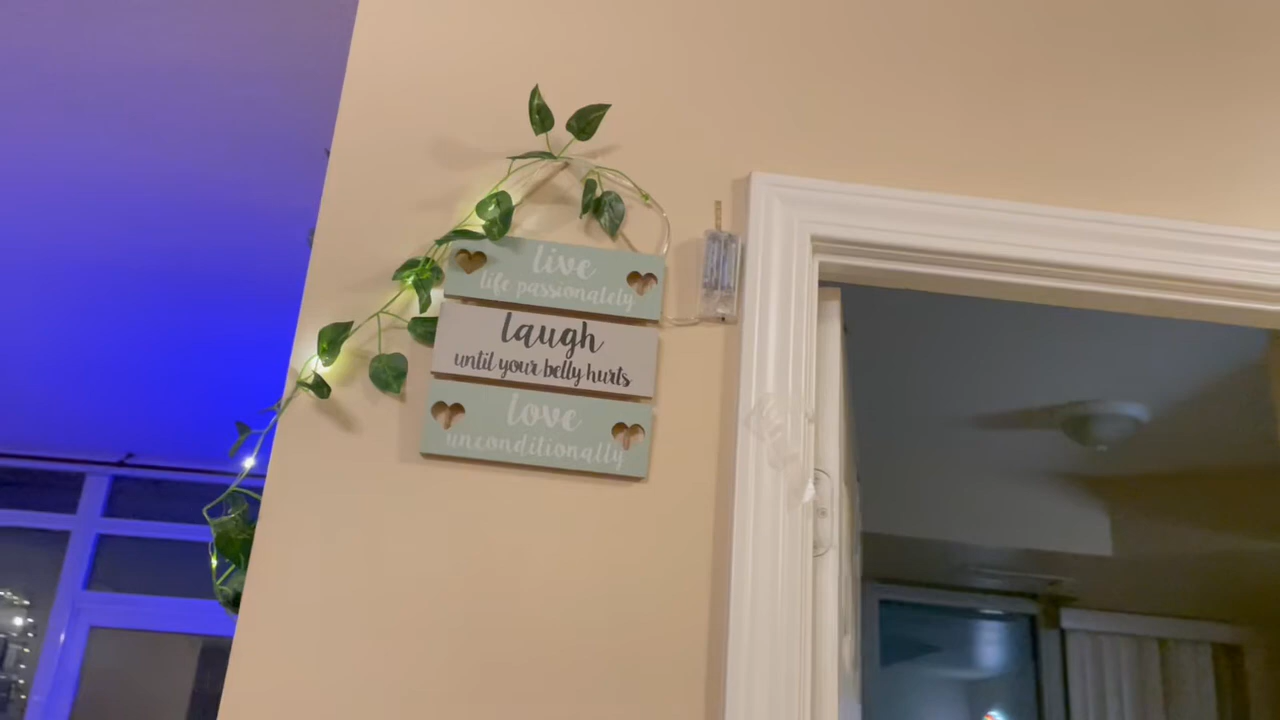 live
life passionately
laugh
until your belly hurts
love
unconditionally